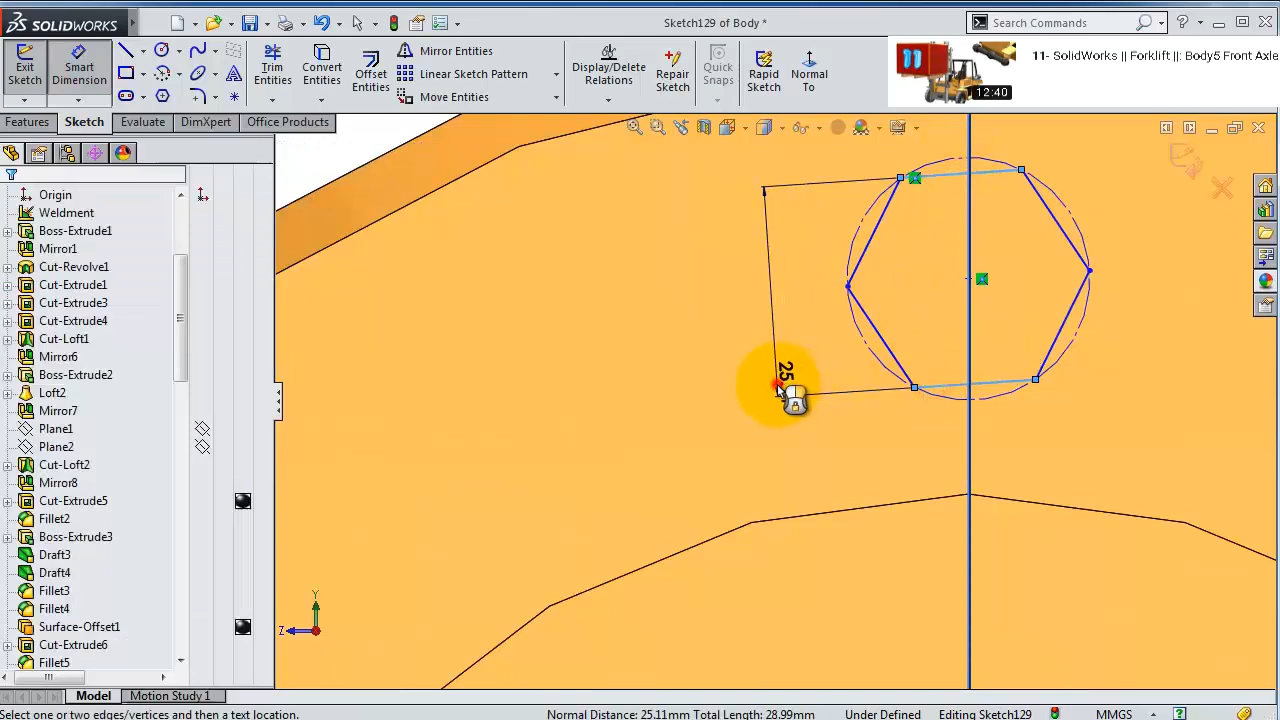 SOLIDWORKS
Sketch129 of Body *
Search Commands
?
Exit Sketch
Smart Dimension
Trim Entities
Convert Entities
Offset Entities
Mirror Entities
Linear Sketch Pattern
Move Entities
Display/Delete Relations
Repair Sketch
Quick Snaps
Rapid Sketch
Normal To
11
11- SolidWorks || Forklift ||: Body5 Front Axle
12:40
Features
Sketch
Evaluate
DimXpert
Office Products
Origin
Weldment
Boss-Extrude1
Mirror1
Cut-Revolve1
Cut-Extrude1
Cut-Extrude3
Cut-Extrude4
Cut-Loft1
Mirror6
Boss-Extrude2
Loft2
Mirror7
Plane1
Plane2
Cut-Loft2
Mirror8
Cut-Extrude5
Fillet2
Boss-Extrude3
Draft3
Draft4
Fillet3
Fillet4
Surface-Offset1
Cut-Extrude6
Fillet5
25
Y
Z
Model
Motion Study 1
Select one or two edges/vertices and then a text location.
Normal Distance: 25.11mm Total Length: 28.99mm
Under Defined
Editing Sketch129
MMGS
?